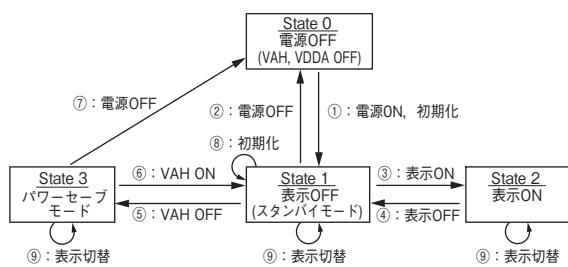 State 0
電源OFF
(VAH, VDDA OFF)
⑦：電源OFF
②：電源OFF
①：電源ON，初期化
⑧：初期化
State 3
パワーセーブ
モード
⑥：VAH ON
⑤：VAH OFF
State 1
表示OFF
(スタンバイモード)
③：表示ON
④：表示OFF
State 2
表示ON
⑨：表示切替
⑨：表示切替
⑨：表示切替